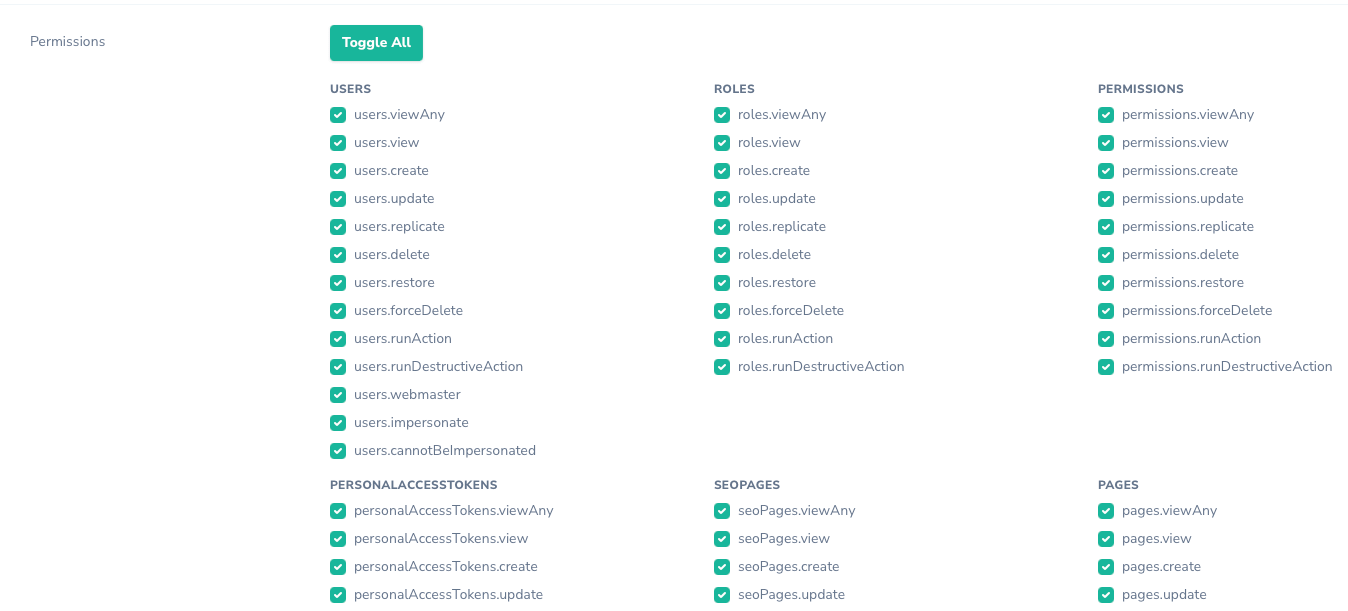 Permissions
Toggle All
USERS
users.viewAny
users.view
users.create
users.update
users.replicate
users.delete
users.restore
users.forceDelete
users.runAction
users.runDestructiveAction
users.webmaster
users.impersonate
users.cannotBeImpersonated
ROLES
roles.viewAny
roles.view
roles.create
roles.update
roles.replicate
roles.delete
roles.restore
roles.forceDelete
roles.runAction
roles.runDestructiveAction
PERMISSIONS
permissions.viewAny
permissions.view
permissions.create
permissions.update
permissions.replicate
permissions.delete
permissions.restore
permissions.forceDelete
permissions.runAction
permissions.runDestructiveAction
PERSONALACCESSTOKENS
personalAccessTokens.viewAny
personalAccessTokens.view
personalAccessTokens.create
personalAccessTokens.update
SEOPAGES
seoPages.viewAny
seoPages.view
seoPages.create
seoPages.update
PAGES
pages.viewAny
pages.view
pages.create
pages.update